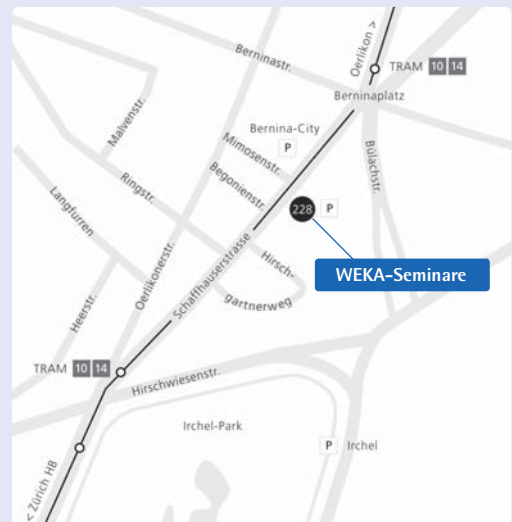 Oerlikon >
TRAM 10 14
Berninastr.
Berninaplatz
Malvenstr.
Bernina-City
P
Mimosenstr.
Bülachstr.
Begonienstr.
Ringstr.
Langfurren
228 P
WEKA-Seminare
Hirsch-
gartnerweg
Schaffhauserstrasse
Oerlikonerstr.
Heerstr.
TRAM 10 14
Hirschwiesenstr.
Irchel-Park
P Irchel
< Zürich HB